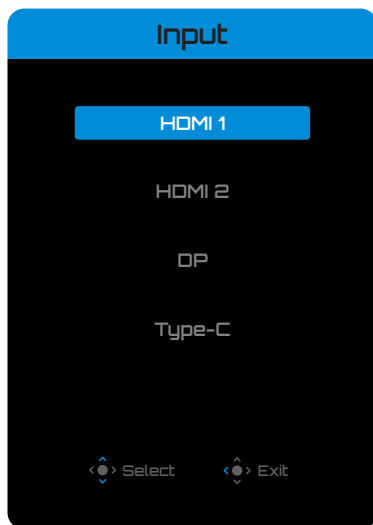 Input
HDMI 1
HDMI 2
DP
Type-C
Select Exit